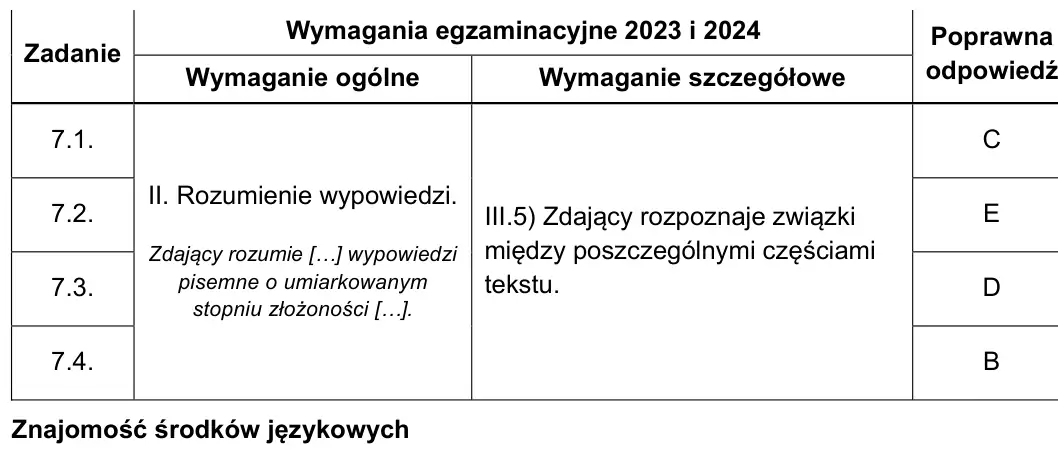 Zadanie
Wymagania egzaminacyjne 2023 i 2024
Poprawna
odpowiedź
Wymaganie ogólne
Wymaganie szczegółowe
7.1.
C
7.2.
E
7.3.
D
7.4.
B
II. Rozumienie wypowiedzi.
Zdający rozumie […] wypowiedzi
pisemne o umiarkowanym
stopniu złożoności […].
III.5) Zdający rozpoznaje związki
między poszczególnymi częściami
tekstu.
Znajomość środków językowych